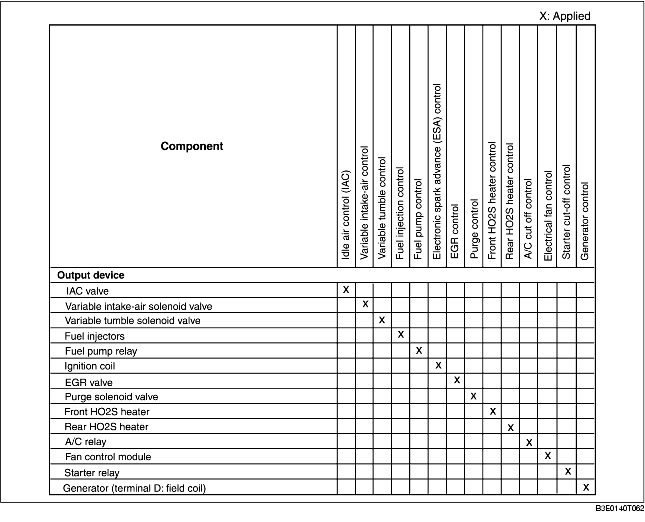 X: Applied
Component
Idle air control (IAC)
Variable intake-air control
Variable tumble control
Fuel injection control
Fuel pump control
Electronic spark advance (ESA) control
EGR control
Purge control
Front HO2S heater control
Rear HO2S heater control
A/C cut off control
Electrical fan control
Starter cut-off control
Generator control
Output device
IAC valve X
Variable intake-air solenoid valve X
Variable tumble solenoid valve X
Fuel injectors X
Fuel pump relay X
Ignition coil X
EGR valve X
Purge solenoid valve X
Front HO2S heater X
Rear HO2S heater X
A/C relay X
Fan control module X
Starter relay X
Generator (terminal D: field coil) X
B3E0140T062